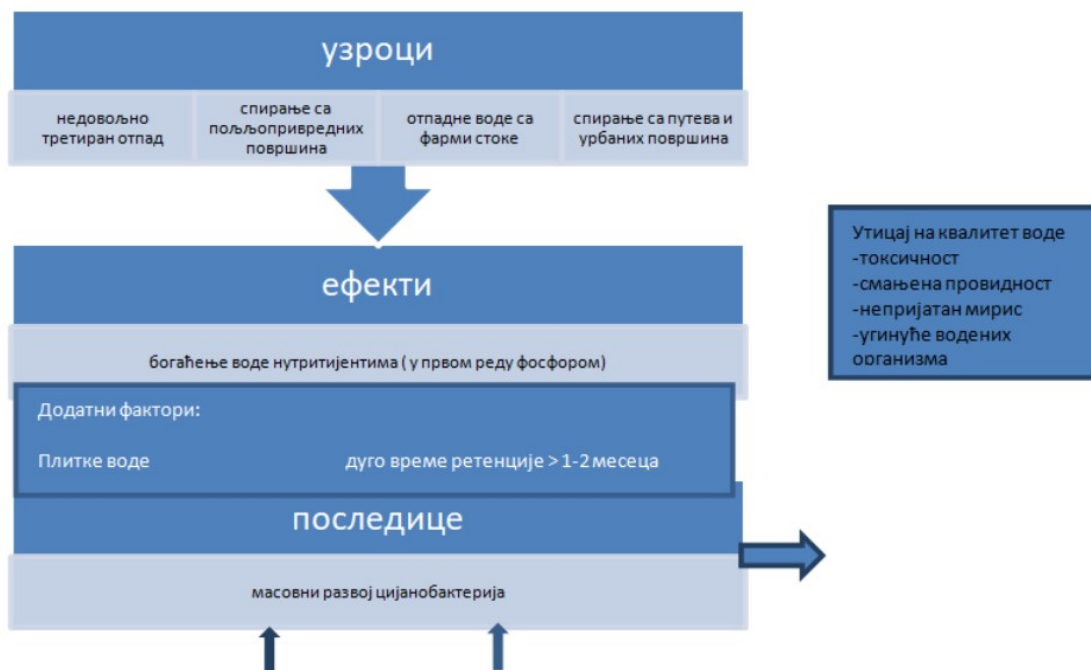 узроци
недовољно
третиран отпад
спирање са
пољљопривредних
површина
отпадне воде са
фарми стоке
спирање са путева и
урбаних површина
ефекти
богаћење воде нутритијентима ( у првом реду фосфором)
Додатни фактори:
Плитке воде дуго време ретенције > 1-2 месеца
последице
масовни развој цијанобактерија
Утицај на квалитет воде
-токсичност
-смањена провидност
-непријатан мирис
-угинуће водених
организма